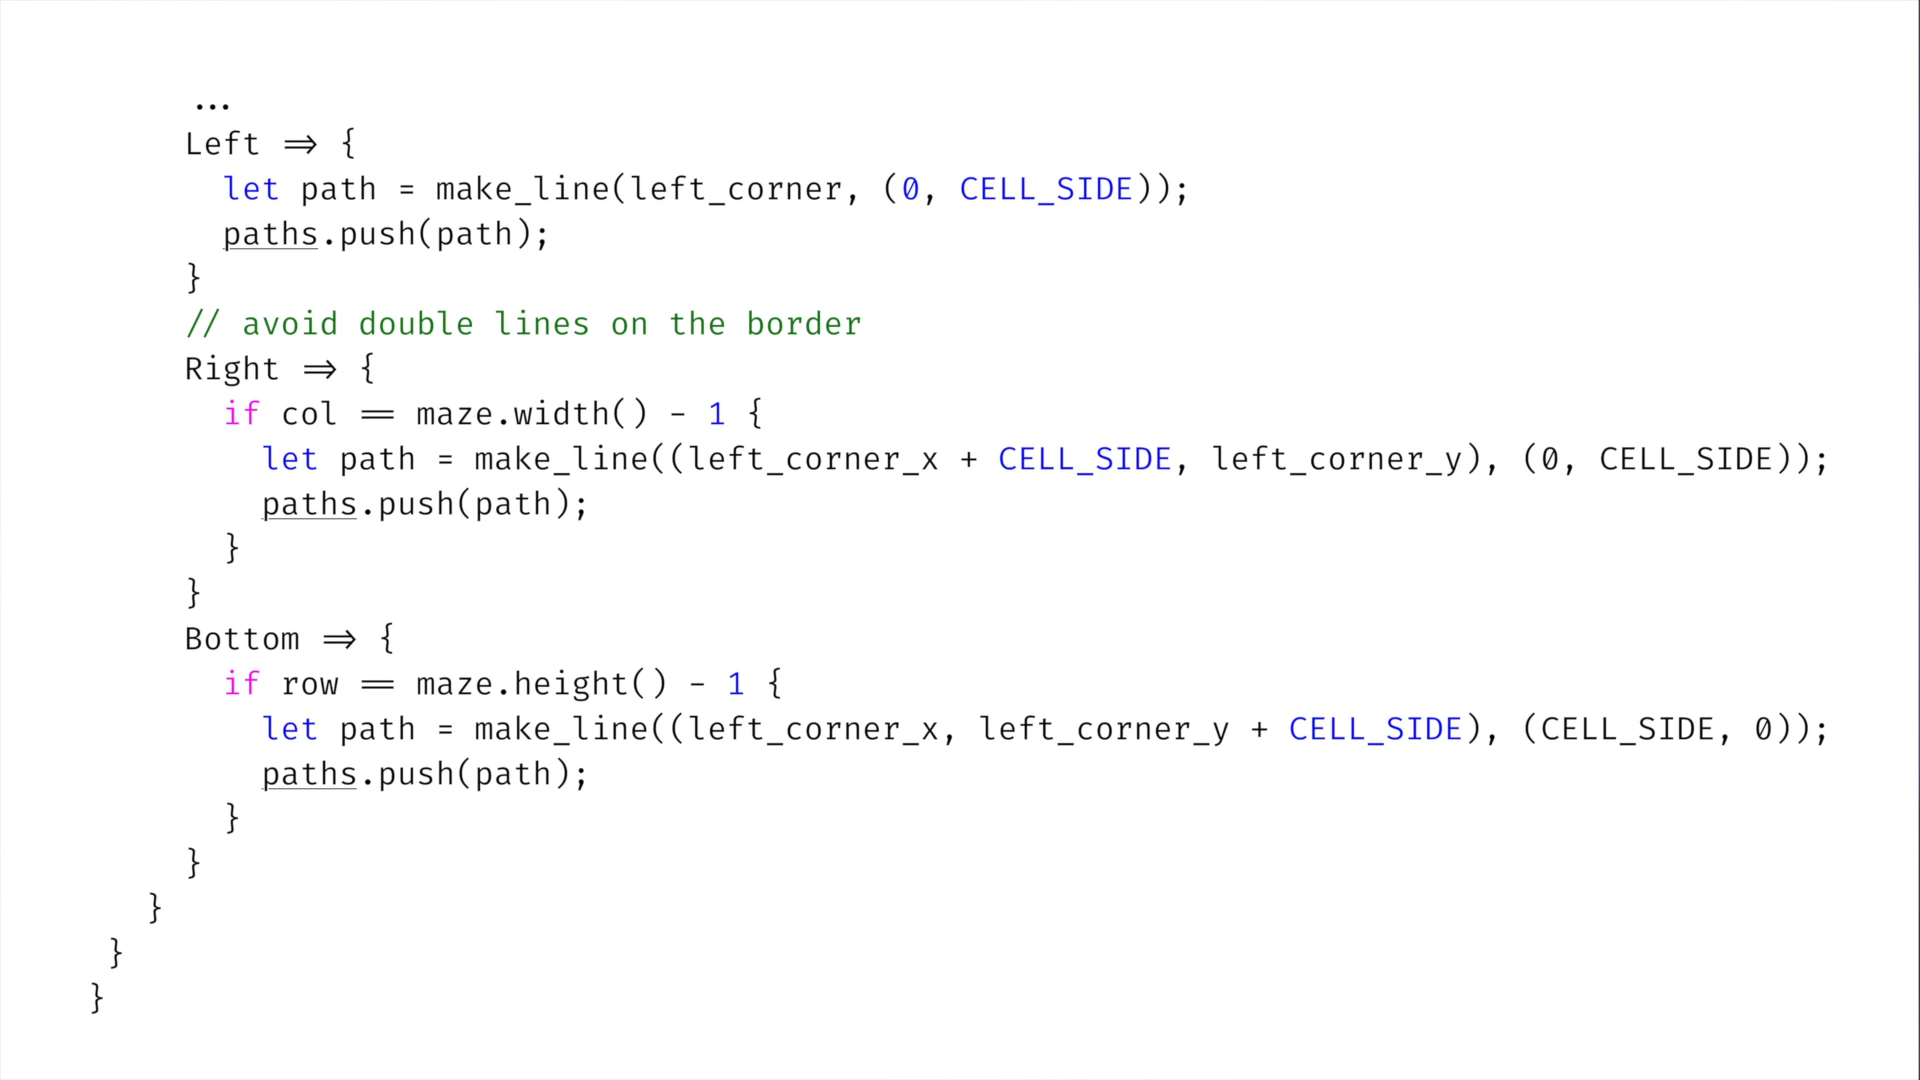 ...
Left => {
let path = make_line(left_corner, (0, CELL_SIDE));
paths.push(path);
}
// avoid double lines on the border
Right => {
if col == maze.width() - 1 {
let path = make_line((left_corner_x + CELL_SIDE, left_corner_y), (0, CELL_SIDE));
paths.push(path);
}
}
Bottom => {
if row == maze.height() - 1 {
let path = make_line((left_corner_x, left_corner_y + CELL_SIDE), (CELL_SIDE, 0));
paths.push(path);
}
}
}
}
}